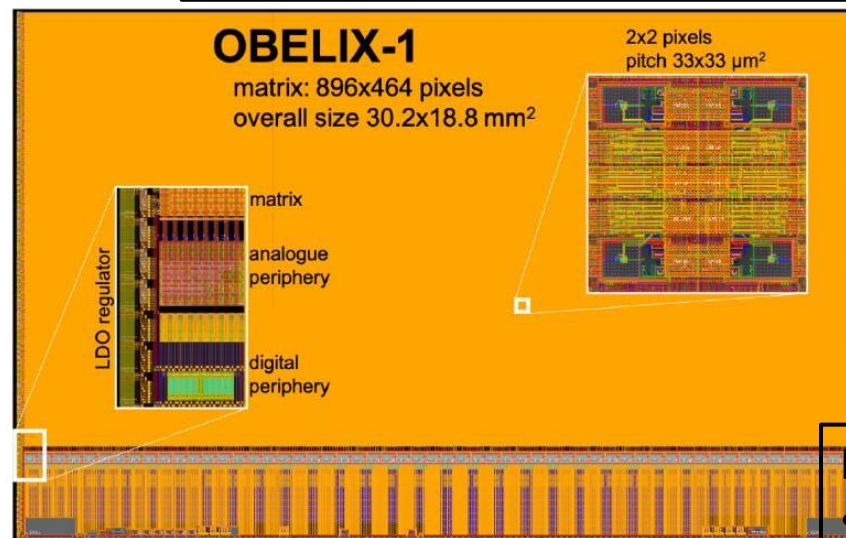 OBELIX-1
matrix: 896x464 pixels
overall size 30.2x18.8 mm²
2x2 pixels
pitch 33x33 µm²
LDO regulator
matrix
analogue
periphery
digital
periphery